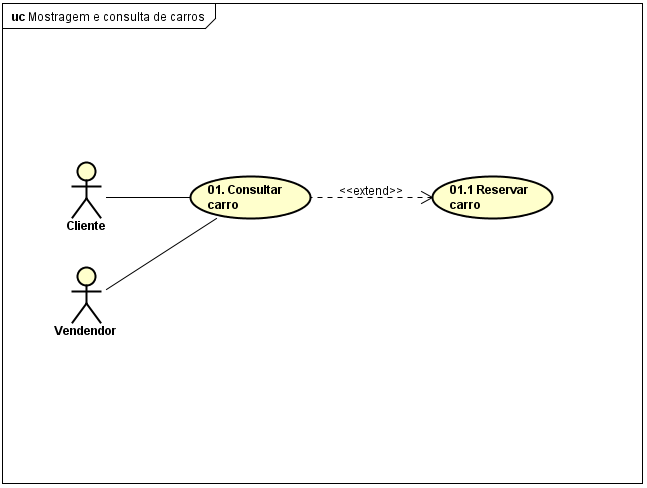 uc Mostragem e consulta de carros
Cliente
01. Consultar
carro
<<extend>>
01.1 Reservar
carro
Vendendor